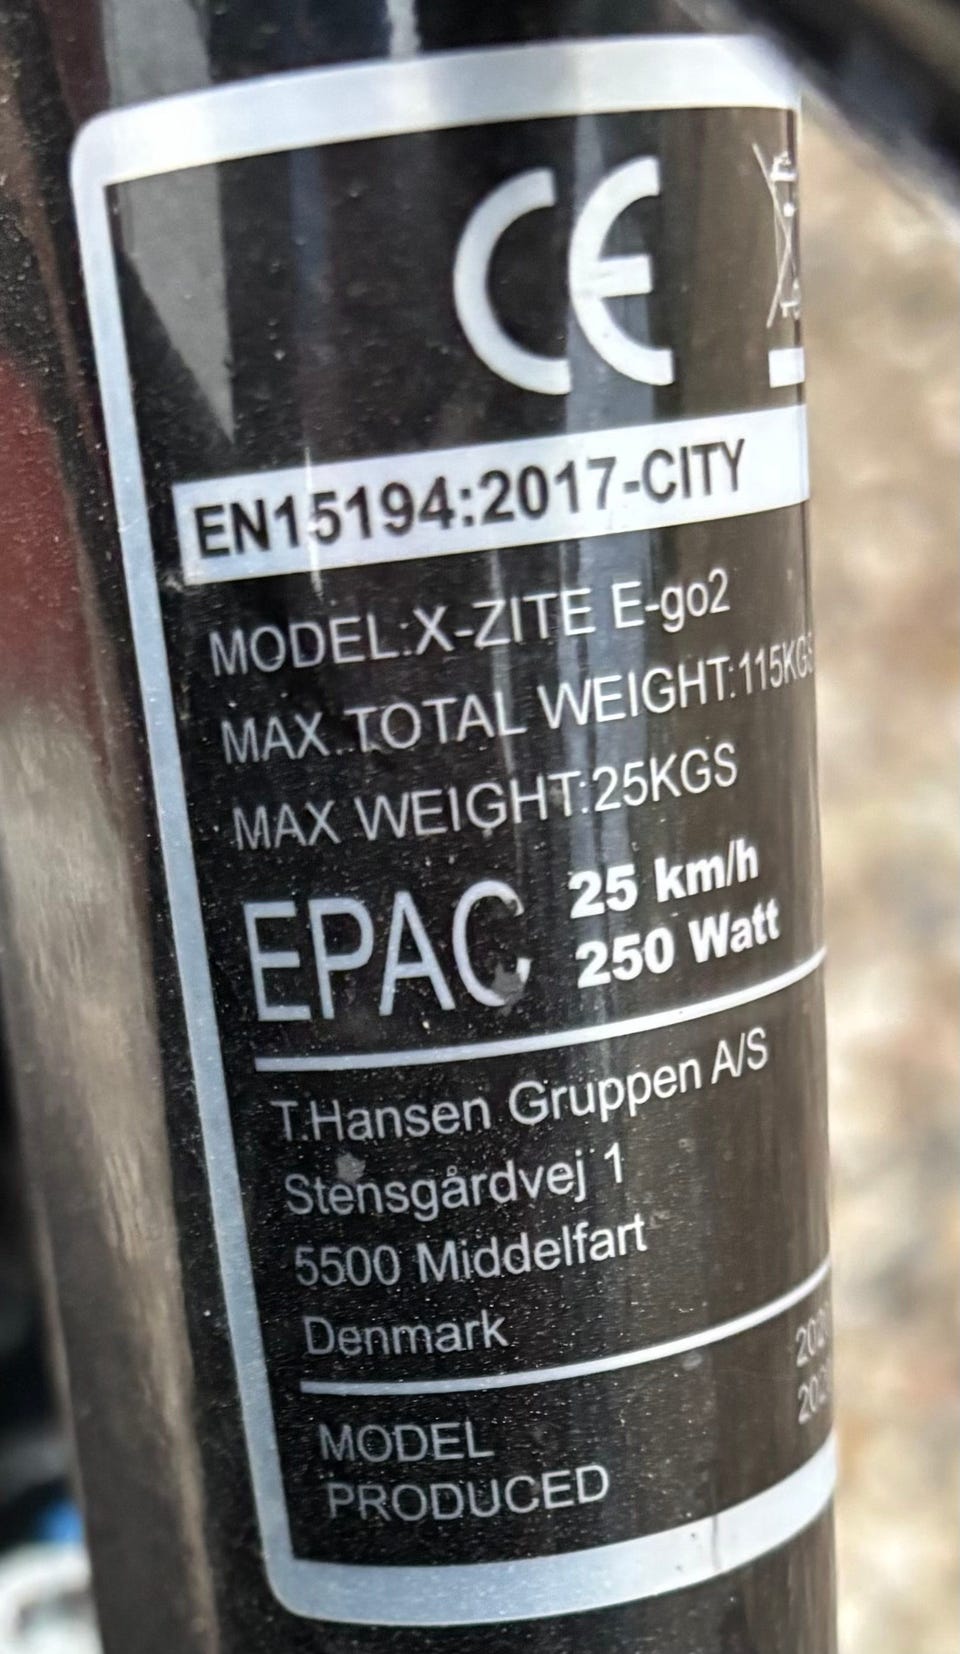 CE
EN15194:2017-CITY
MODEL:X-ZITE E-go2
MAX. TOTAL WEIGHT:115KGS
MAX WEIGHT:25KGS
EPAC 25 km/h
250 Watt
T.Hansen Gruppen A/S
Stensgårdvej 1
5500 Middelfart
Denmark
MODEL
PRODUCED